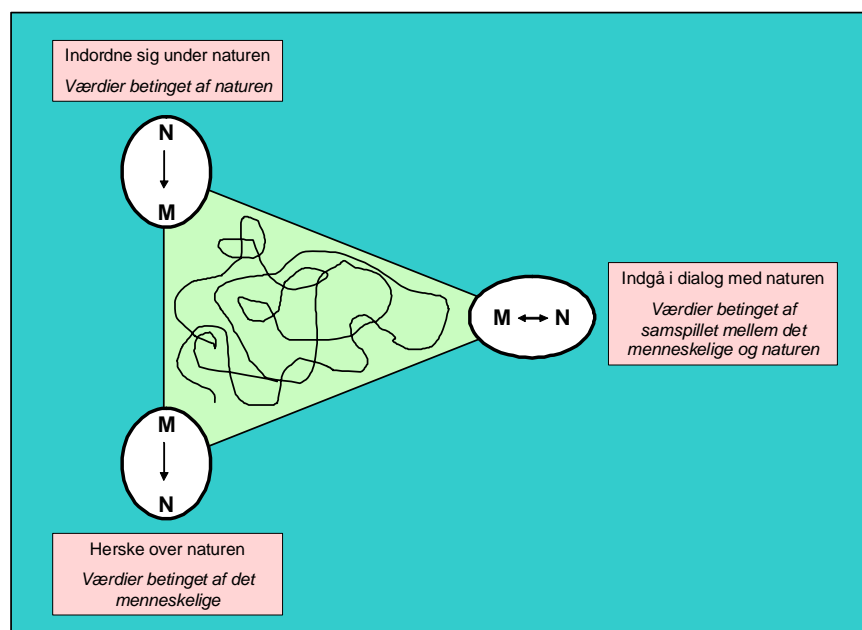 Indordne sig under naturen
Værdier betinget af naturen
N
M
Indgå i dialog med naturen
Værdier betinget af
samspillet mellem det
menneskelige og naturen
M N
M
N
Herske over naturen
Værdier betinget af det
menneskelige